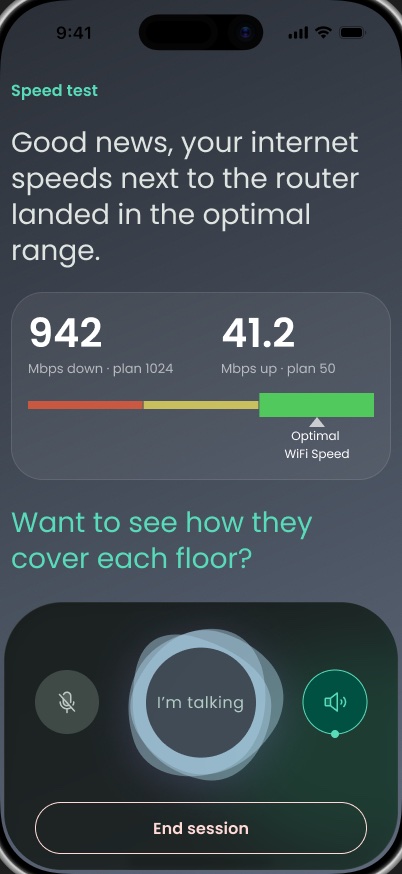 9:41
Speed test
Good news, your internet
speeds next to the router
landed in the optimal
range.
942
Mbps down · plan 1024
41.2
Mbps up · plan 50
Optimal
WiFi Speed
Want to see how they
cover each floor?
I’m talking
End session